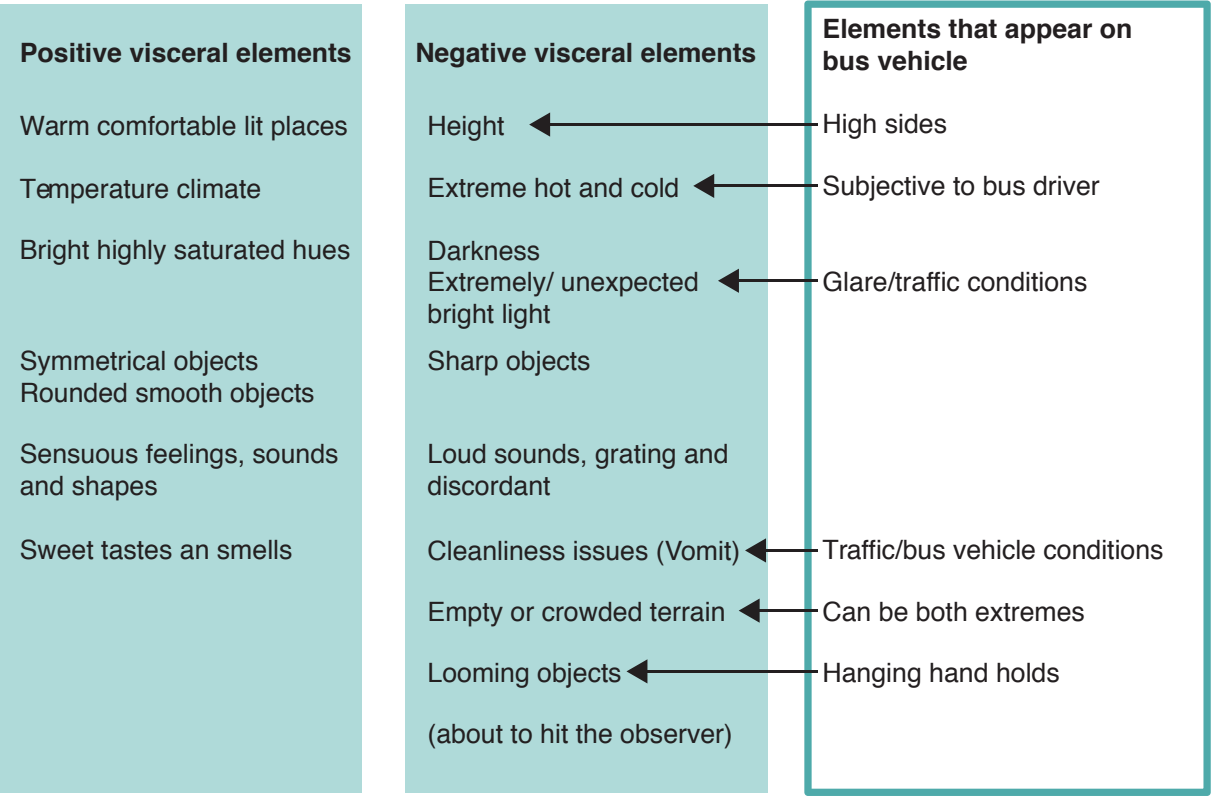 Positive visceral elements
Warm comfortable lit places
Temperature climate
Bright highly saturated hues
Symmetrical objects
Rounded smooth objects
Sensuous feelings, sounds
and shapes
Sweet tastes an smells
Negative visceral elements
Height
Extreme hot and cold
Darkness
Extremely/ unexpected
bright light
Sharp objects
Loud sounds, grating and
discordant
Cleanliness issues (Vomit)
Empty or crowded terrain
Looming objects
(about to hit the observer)
Elements that appear on
bus vehicle
High sides
Subjective to bus driver
Glare/traffic conditions
Traffic/bus vehicle conditions
Can be both extremes
Hanging hand holds